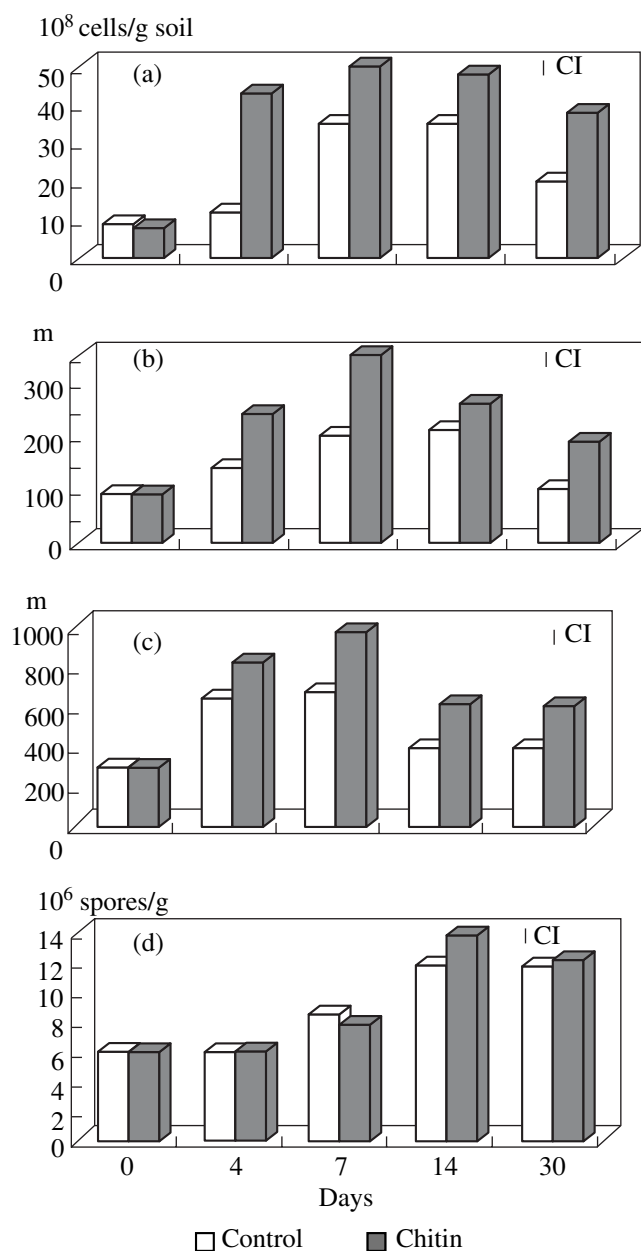 10⁸ cells/g soil
50
(a)
CI
40
30
20
10
0
m
(b)
CI
300
200
100
0
m
1000
(c)
CI
800
600
400
200
0
10⁶ spores/g
14
(d)
CI
12
10
8
6
4
2
0
0 4 7 14 30
Days
Control Chitin